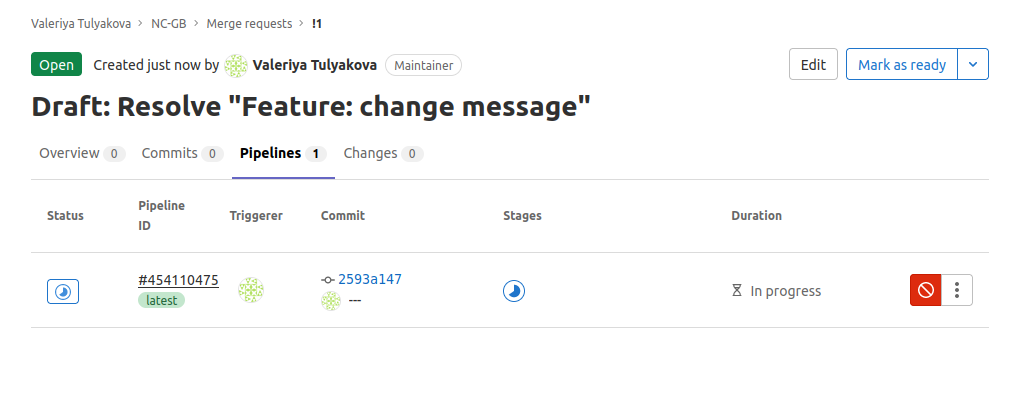 Valeriya Tulyakova > NC-GB > Merge requests > !1
Open Created just now by Valeriya Tulyakova Maintainer Edit Mark as ready
Draft: Resolve "Feature: change message"
Overview 0 Commits 0 Pipelines 1 Changes 0
Status Pipeline ID Triggerer Commit Stages Duration
#454110475 2593a147 In progress
latest ---